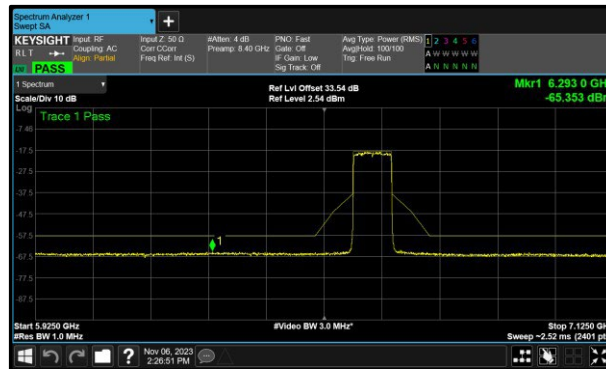 Spectrum Analyzer 1
Swept SA
+
KEYSIGHT
RLT
PASS
Input: RF
Coupling: AC
Align: Partial
Input Z: 50 Ω
Corr CCorr
Freq Ref: Int (S)
#Atten: 4 dB
Preamp: 8.40 GHz
PNO: Fast
Gate: Off
IF Gain: Low
Sig Track: Off
Avg Type: Power (RMS)
Avg|Hold: 100/100
Trig: Free Run
1 2 3 4 5 6
A W W W W W
A N N N N N
1 Spectrum
Scale/Div 10 dB
Ref Lvl Offset 33.54 dB
Ref Level 2.54 dBm
Mkr1 6.293 0 GH
-65.353 dB
Log
Trace 1 Pass
-7.46
-17.5
-27.5
-37.5
-47.5
-57.5
-67.5
-77.5
-87.5
1
Start 5.9250 GHz
#Res BW 1.0 MHz
#Video BW 3.0 MHz*
Stop 7.1250 GHz
Sweep ~2.52 ms (2401 pt
?
Nov 06, 2023
2:26:51 PM